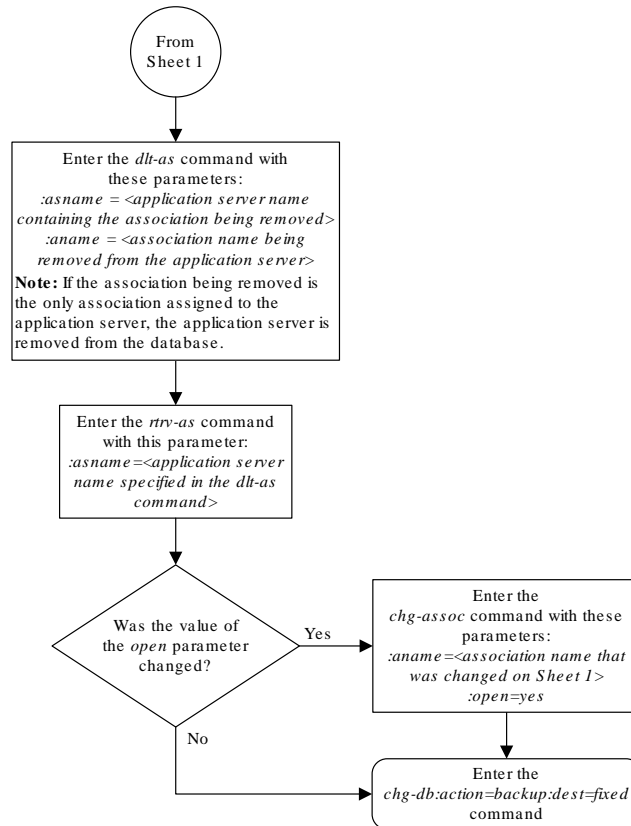 From
Sheet 1
Enter the dlt-as command with
these parameters:
:asname = <application server name
containing the association being removed>
:aname = <association name being
removed from the application server>
Note: If the association being removed is
the only association assigned to the
application server, the application server is
removed from the database.
Enter the rtrv-as command
with this parameter:
:asname=<application server
name specified in the dlt-as
command>
Was the value of
the open parameter
changed?
Yes
Enter the
chg-assoc command with these
parameters:
:aname=<association name that
was changed on Sheet 1>
:open=yes
No
Enter the
chg-db:action=backup:dest=fixed
command